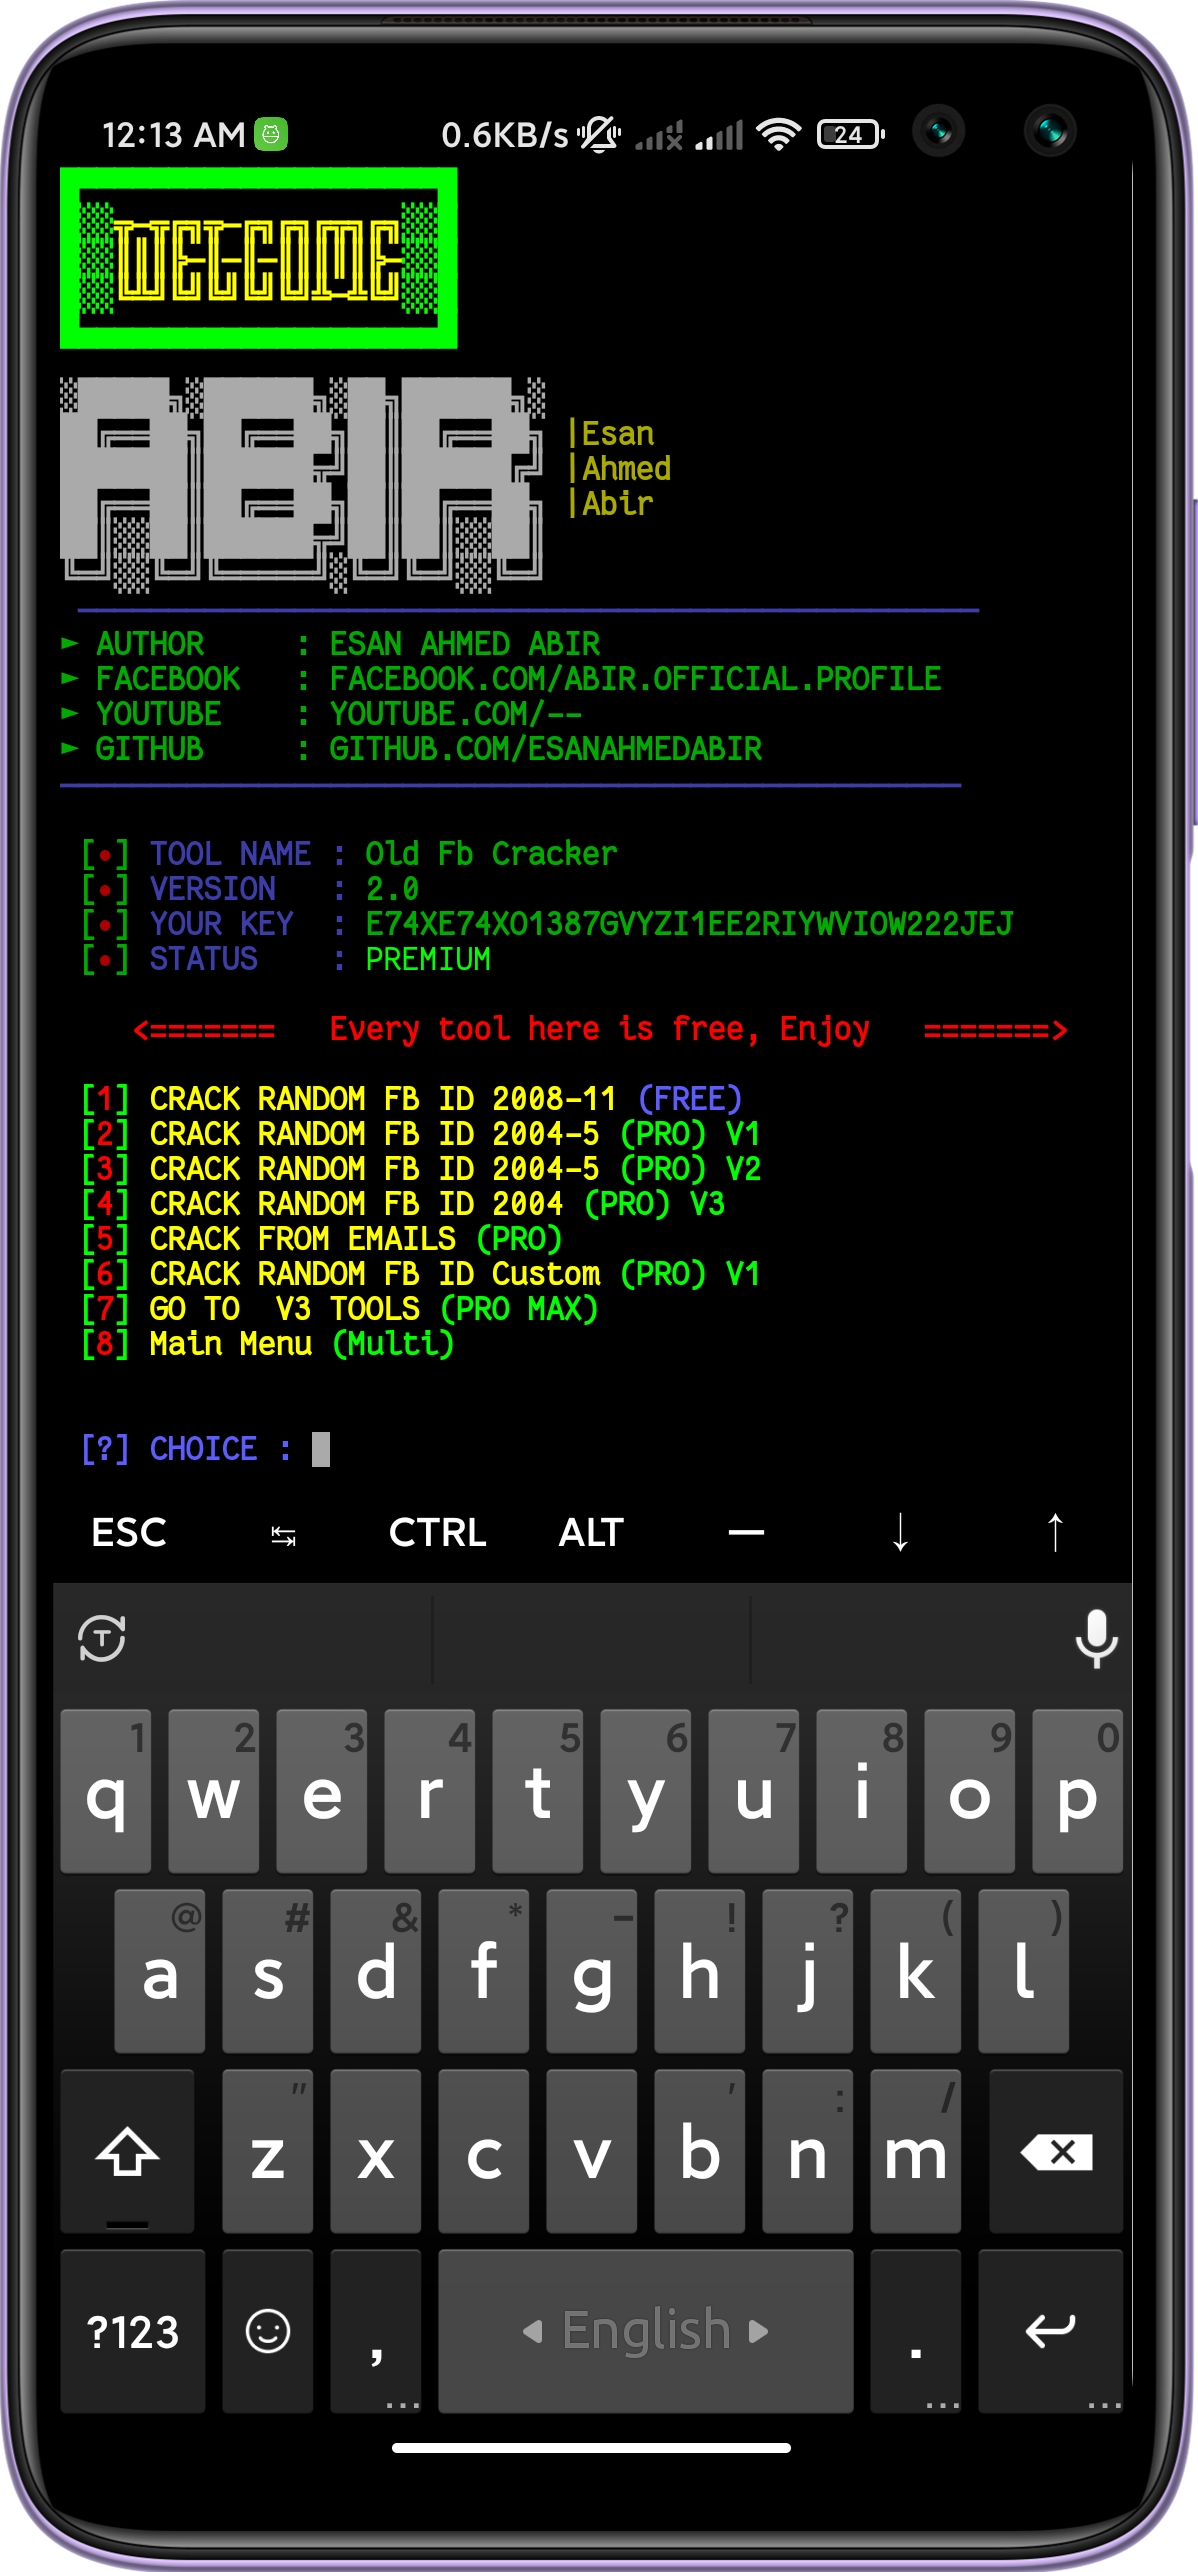 12:13 AM 0.6KB/s 24
WELCOME
ABIR
|Esan
|Ahmed
|Abir
► AUTHOR : ESAN AHMED ABIR
► FACEBOOK : FACEBOOK.COM/ABIR.OFFICIAL.PROFILE
► YOUTUBE : YOUTUBE.COM/--
► GITHUB : GITHUB.COM/ESANAHMEDABIR
[•] TOOL NAME : Old Fb Cracker
[•] VERSION : 2.0
[•] YOUR KEY : E74XE74XO1387GVYZI1EE2RIYWVIOW222JEJ
[•] STATUS : PREMIUM
<======= Every tool here is free, Enjoy =======>
[1] CRACK RANDOM FB ID 2008-11 (FREE)
[2] CRACK RANDOM FB ID 2004-5 (PRO) V1
[3] CRACK RANDOM FB ID 2004-5 (PRO) V2
[4] CRACK RANDOM FB ID 2004 (PRO) V3
[5] CRACK FROM EMAILS (PRO)
[6] CRACK RANDOM FB ID Custom (PRO) V1
[7] GO TO V3 TOOLS (PRO MAX)
[8] Main Menu (Multi)
[?] CHOICE :
ESC ↹ CTRL ALT — ↓ ↑
T
1 2 3 4 5 6 7 8 9 0
q w e r t y u i o p
@ # & * - ! ? ( )
a s d f g h j k l
" ' : /
z x c v b n m
?123 , ◄ English ► .